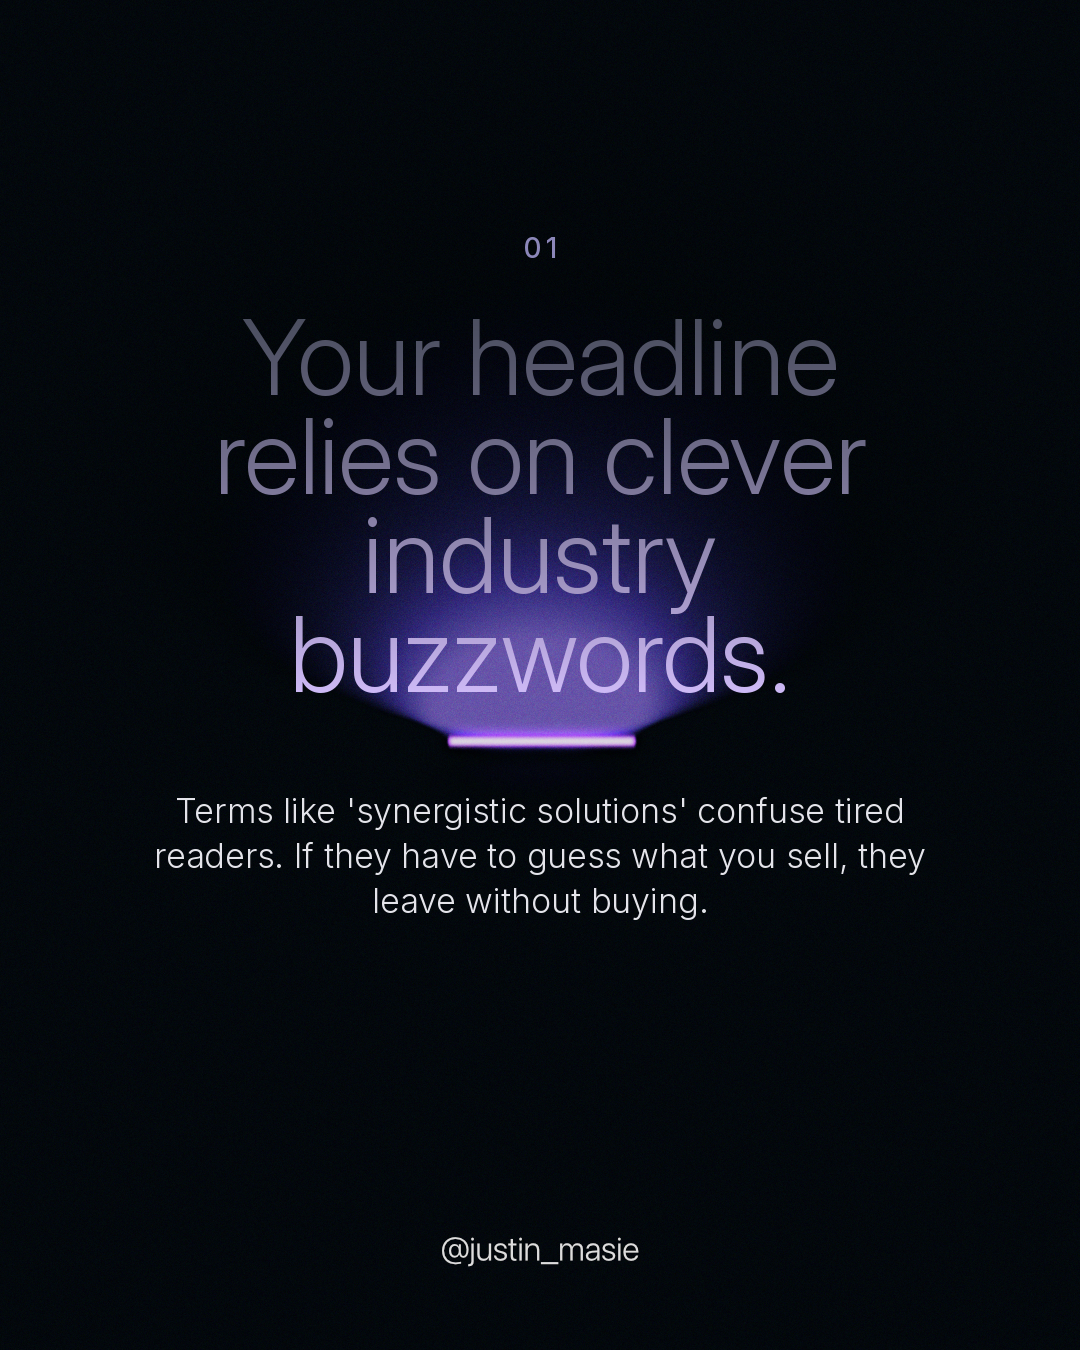 01
Your headline
relies on clever
industry
buzzwords.
Terms like 'synergistic solutions' confuse tired
readers. If they have to guess what you sell, they
leave without buying.
@justin_masie